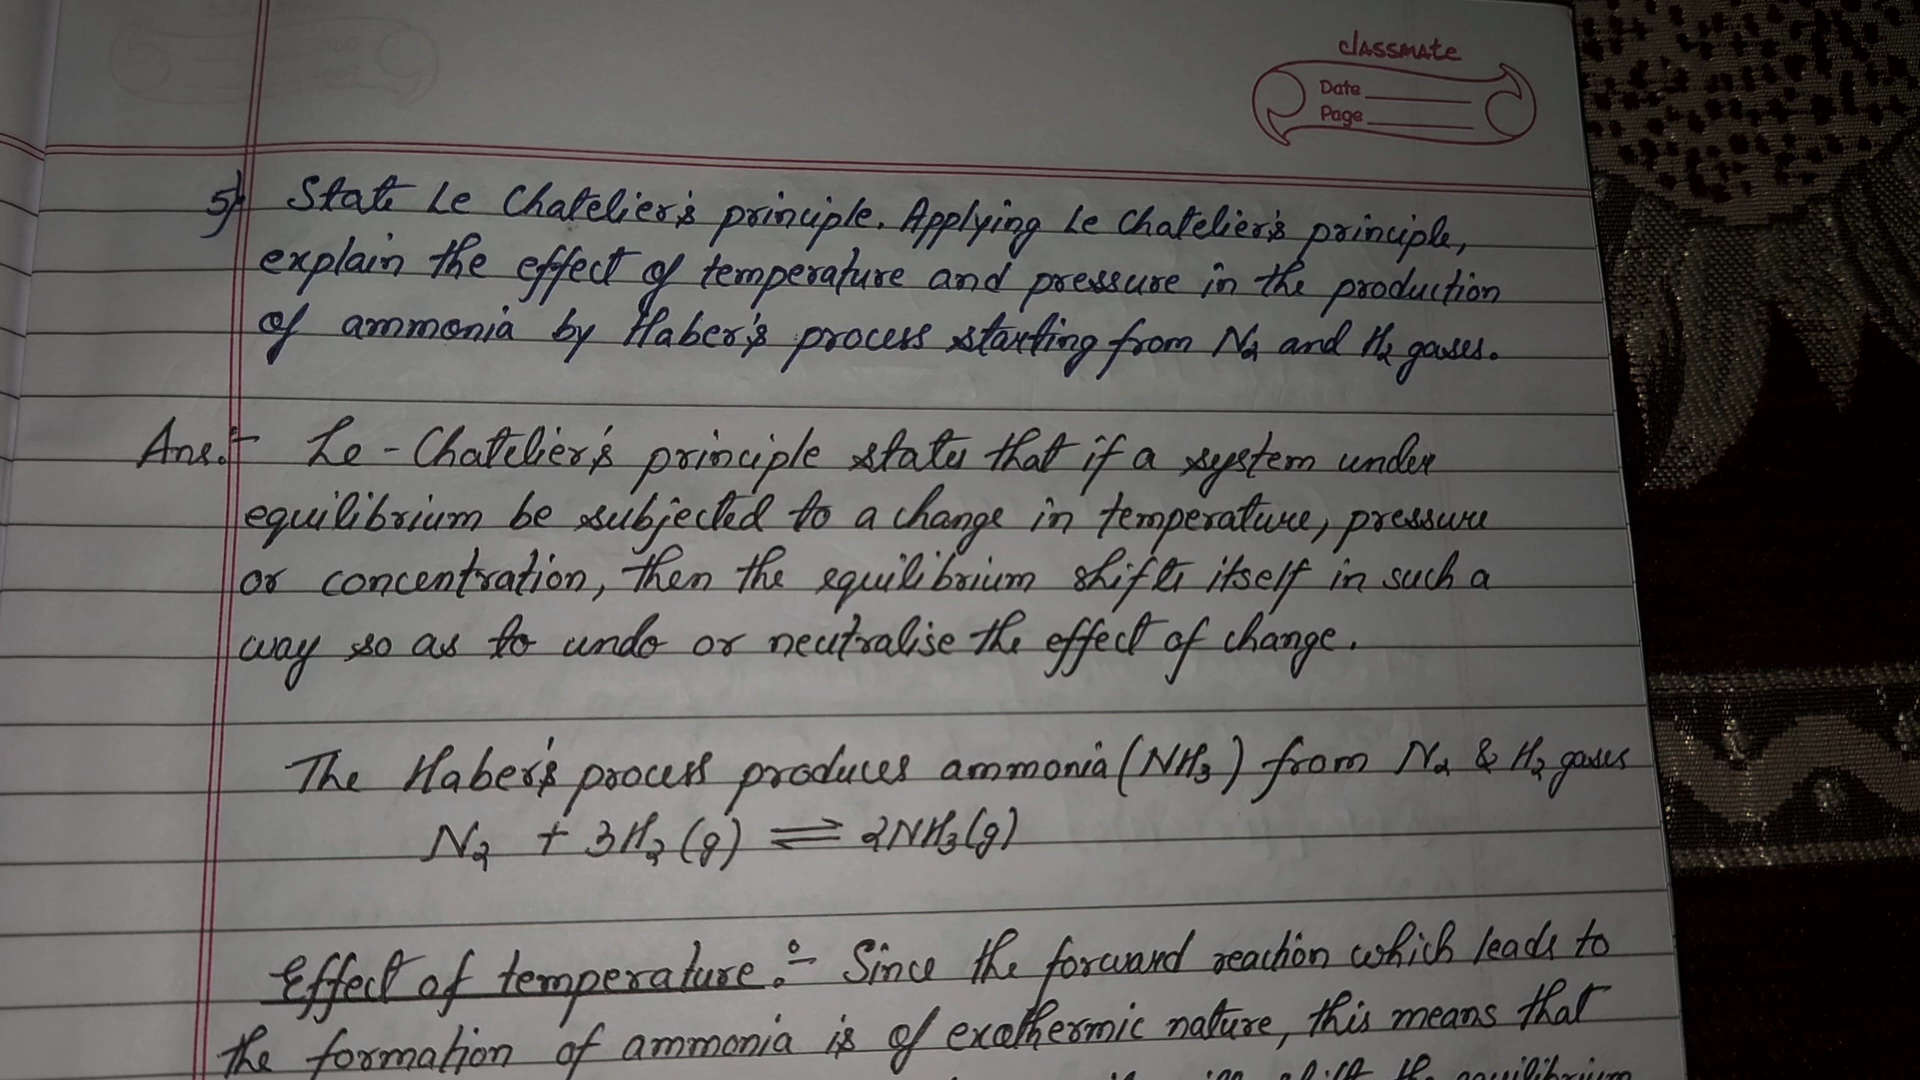 classmate
Date
Page
5) State Le Chatelier's principle. Applying Le Chatelier's principle,
explain the effect of temperature and pressure in the production
of ammonia by Haber's process starting from N₂ and H₂ gases.
Ans:- Le-Chatelier's principle states that if a system under
equilibrium be subjected to a change in temperature, pressure
or concentration, then the equilibrium shifts itself in such a
way so as to undo or neutralise the effect of change.
The Haber's process produces ammonia (NH₃) from N₂ & H₂ gases
N₂ + 3H₂(g) ⇌ 2NH₃(g)
Effect of temperature:- Since the forward reaction which leads to
the formation of ammonia is of exothermic nature, this means that
shift the equilibrium